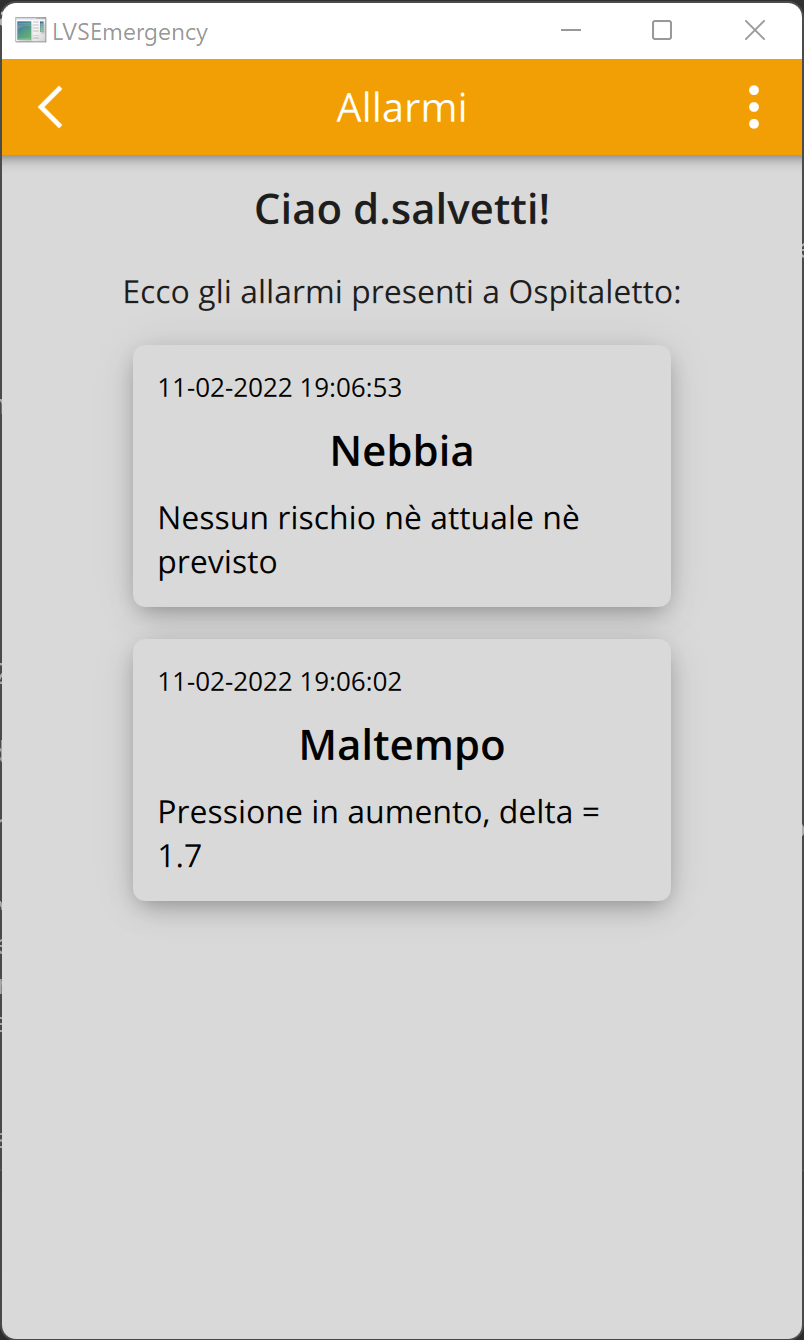 LVSEmergency
Allarmi
Ciao d.salvetti!
Ecco gli allarmi presenti a Ospitaletto:
11-02-2022 19:06:53
Nebbia
Nessun rischio nè attuale nè
previsto
11-02-2022 19:06:02
Maltempo
Pressione in aumento, delta =
1.7